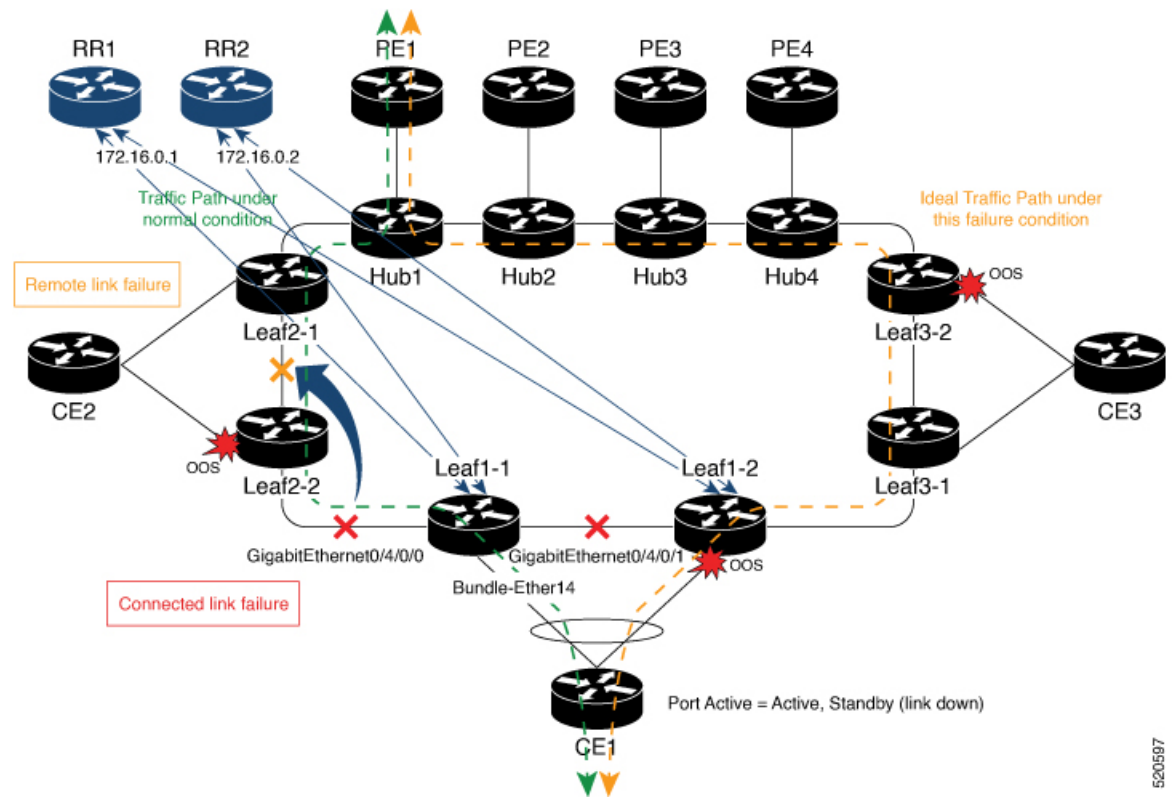 RR1
RR2
PE1
PE2
PE3
PE4
172.16.0.1
172.16.0.2
Traffic Path under
normal condition
Ideal Traffic Path under
this failure condition
Hub1
Hub2
Hub3
Hub4
Remote link failure
OOS
Leaf2-1
Leaf3-2
CE2
CE3
OOS
Leaf2-2
Leaf1-1
Leaf1-2
Leaf3-1
GigabitEthernet0/4/0/0
GigabitEthernet0/4/0/1
OOS
Bundle-Ether14
Connected link failure
Port Active = Active, Standby (link down)
CE1
520597